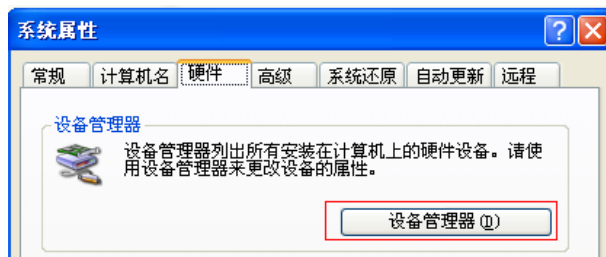 系统属性
常规 计算机名 硬件 高级 系统还原 自动更新 远程
设备管理器
设备管理器列出所有安装在计算机上的硬件设备。请使
用设备管理器来更改设备的属性。
设备管理器(D)